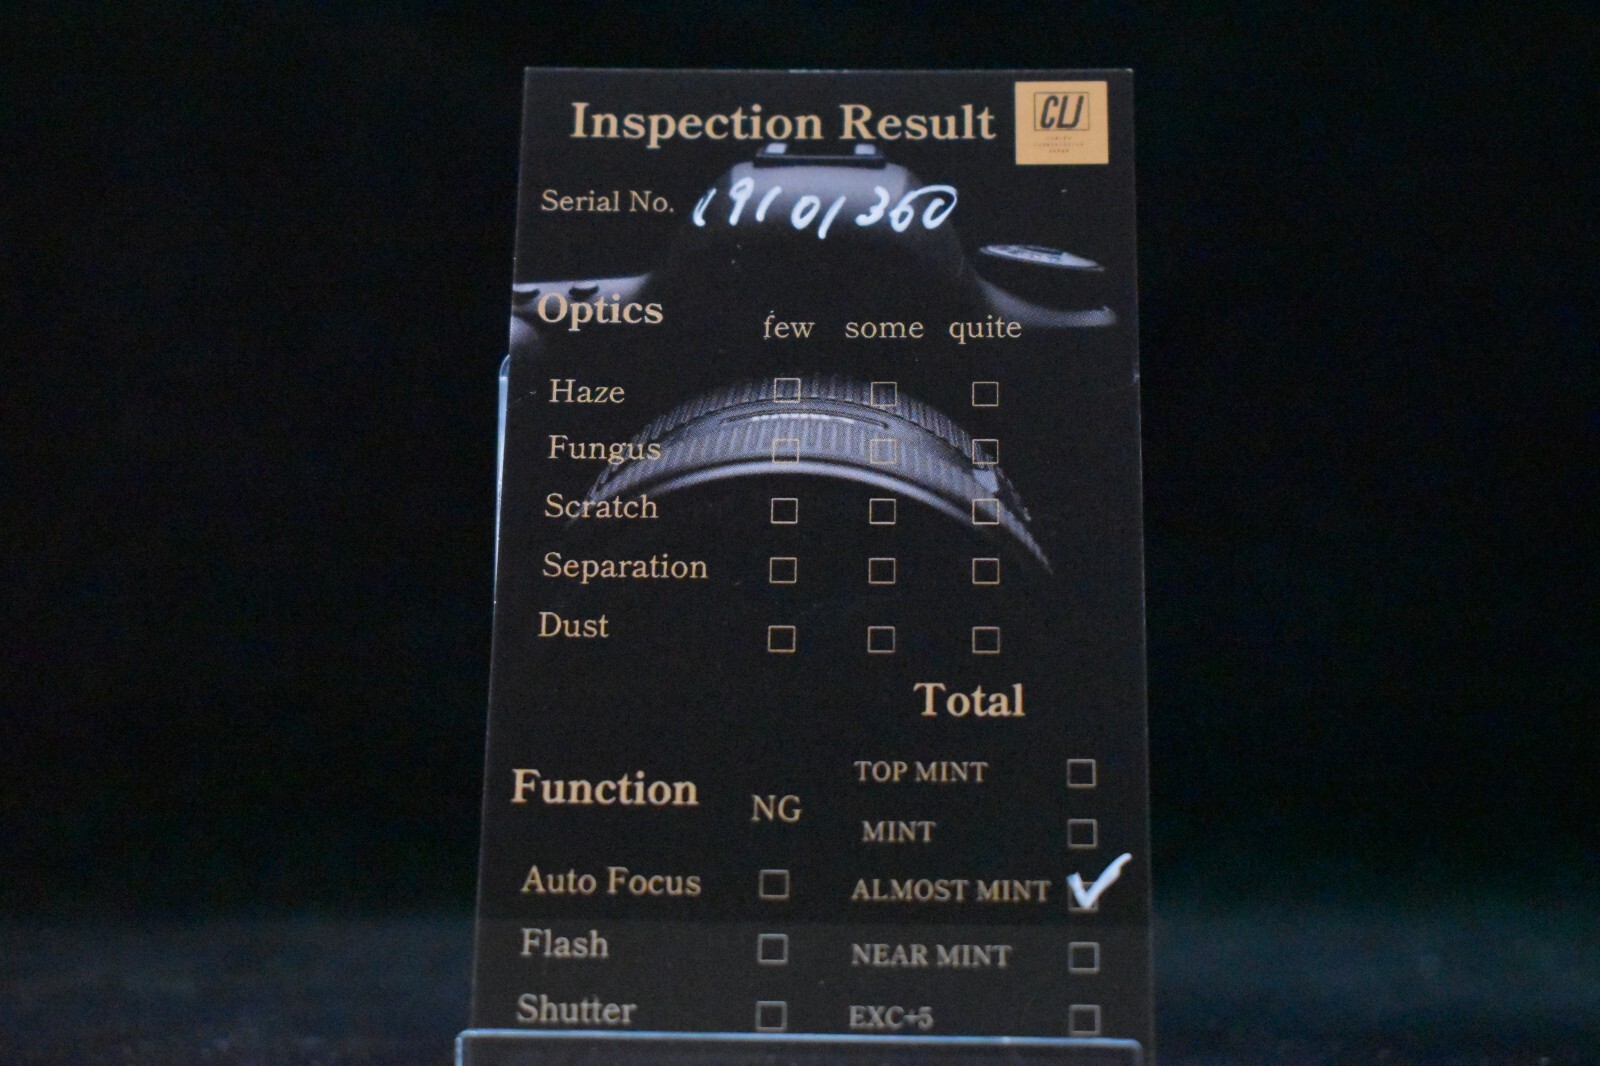 Inspection Result
CIJ
Serial No. 19101360
Optics
few some quite
Haze
Fungus
Scratch
Separation
Dust
Total
Function
NG
Auto Focus
Flash
Shutter
TOP MINT
MINT
ALMOST MINT
NEAR MINT
EXC+5